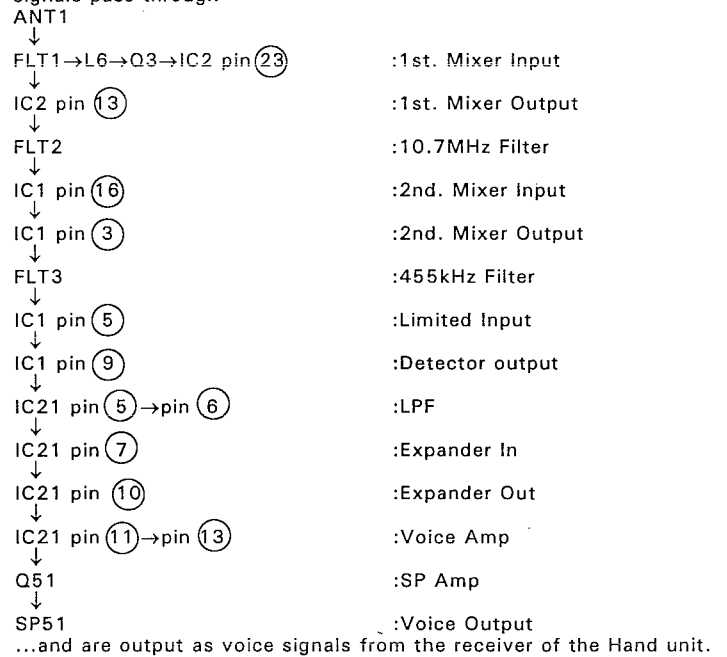 signals pass through
ANT1
↓
FLT1→L6→Q3→IC2 pin 23 :1st. Mixer Input
↓
IC2 pin 13 :1st. Mixer Output
↓
FLT2 :10.7MHz Filter
↓
IC1 pin 16 :2nd. Mixer Input
↓
IC1 pin 3 :2nd. Mixer Output
↓
FLT3 :455kHz Filter
↓
IC1 pin 5 :Limited Input
↓
IC1 pin 9 :Detector output
↓
IC21 pin 5→pin 6 :LPF
↓
IC21 pin 7 :Expander In
↓
IC21 pin 10 :Expander Out
↓
IC21 pin 11→pin 13 :Voice Amp
↓
Q51 :SP Amp
↓
SP51 :Voice Output
...and are output as voice signals from the receiver of the Hand unit.